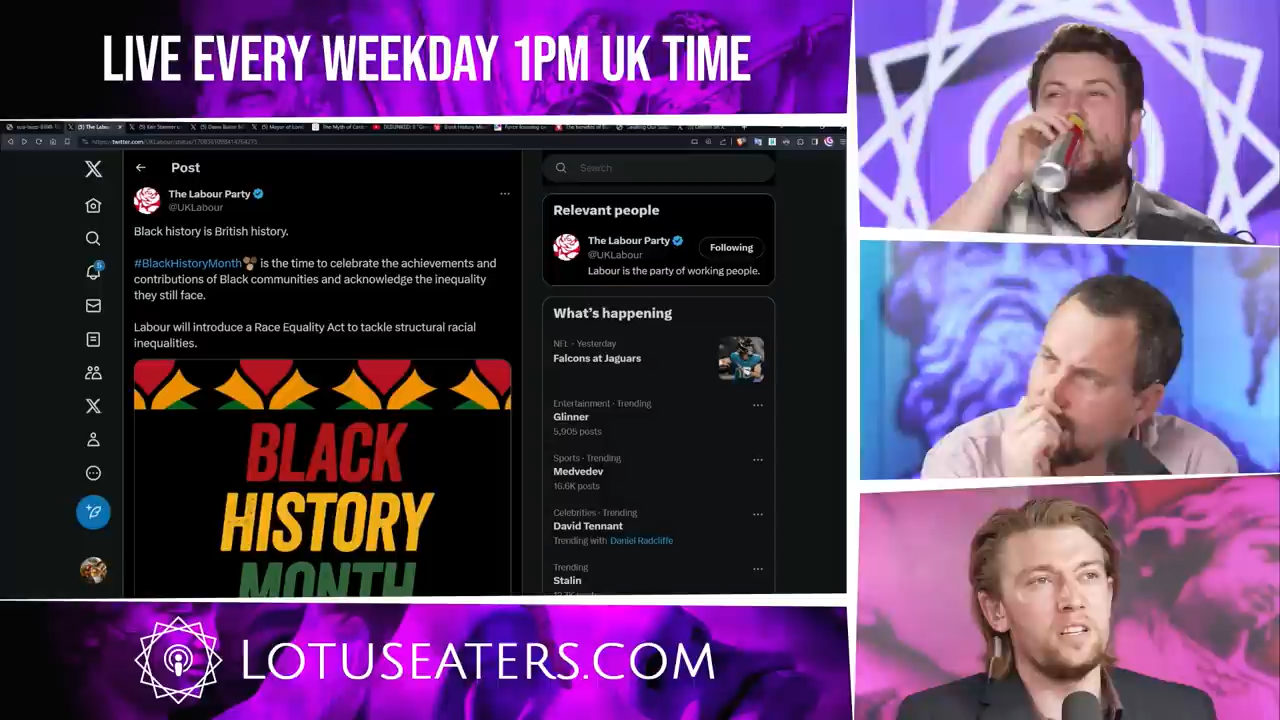 LIVE EVERY WEEKDAY 1PM UK TIME
Post
The Labour Party
@UKLabour
Black history is British history.
#BlackHistoryMonth is the time to celebrate the achievements and
contributions of Black communities and acknowledge the inequality
they still face.
Labour will introduce a Race Equality Act to tackle structural racial
inequalities.
BLACK
HISTORY
MONTH
Search
Relevant people
The Labour Party
@UKLabour
Following
Labour is the party of working people.
What's happening
NFL · Yesterday
Falcons at Jaguars
Entertainment · Trending
Glinner
5,905 posts
Sports · Trending
Medvedev
16.6K posts
Celebrities · Trending
David Tennant
Trending with Daniel Radcliffe
Trending
Stalin
LOTUSEATERS.COM